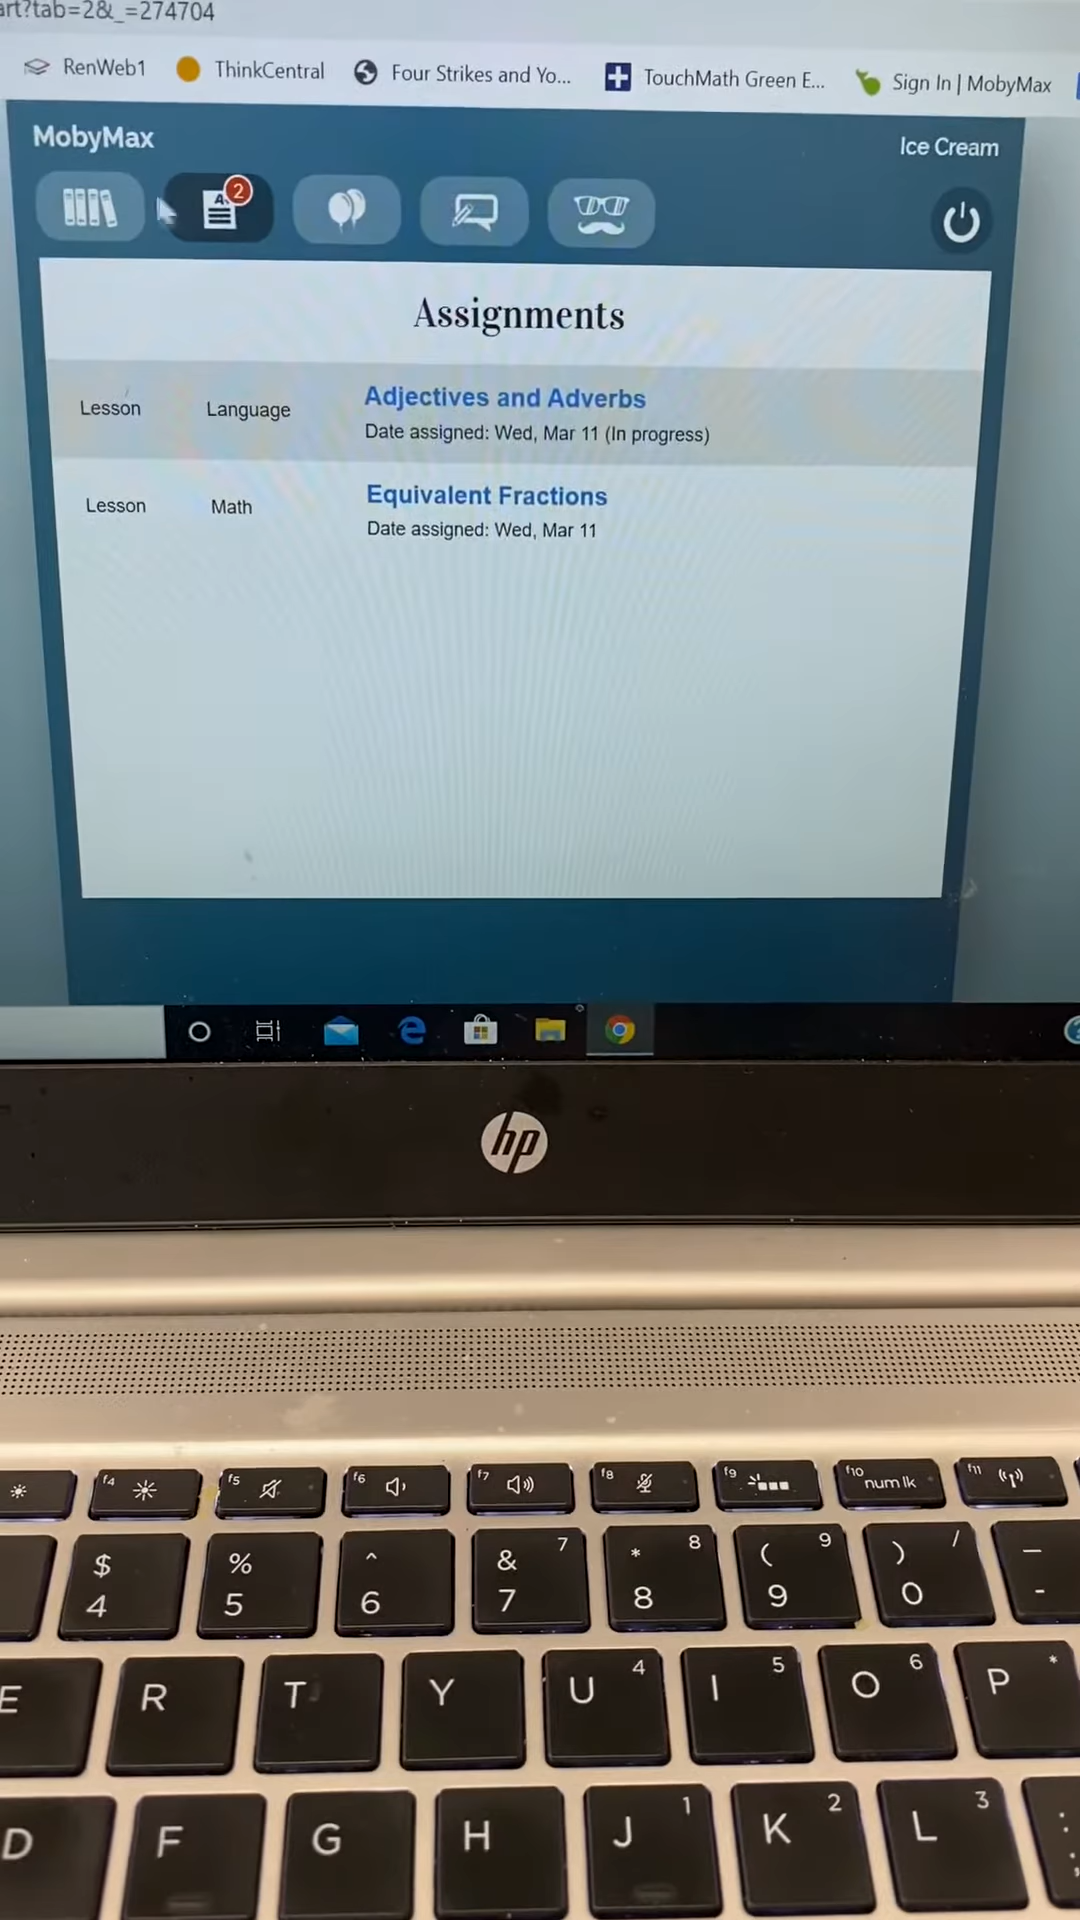 art?tab=2&_=274704
RenWeb1 ThinkCentral Four Strikes and Yo... TouchMath Green E... Sign In | MobyMax
MobyMax Ice Cream
A 2
Assignments
Lesson Language Adjectives and Adverbs
Date assigned: Wed, Mar 11 (In progress)
Lesson Math Equivalent Fractions
Date assigned: Wed, Mar 11
hp
f4 f5 f6 f7 f8 f9 f10 num lk f11
$ 4 % 5 ^ 6 & 7 7 * 8 8 ( 9 9 ) 0 / _ -
E R T Y U 4 I 5 O 6 P *
D F G H J 1 K 2 L 3 : ;